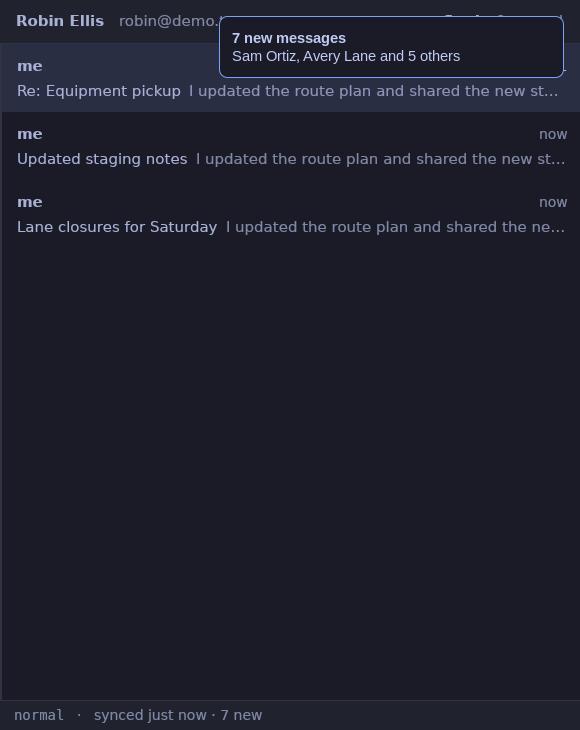 Robin Ellis robin@demo.
7 new messages
Sam Ortiz, Avery Lane and 5 others
me
Re: Equipment pickup I updated the route plan and shared the new st…
me now
Updated staging notes I updated the route plan and shared the new st…
me now
Lane closures for Saturday I updated the route plan and shared the ne…
normal · synced just now · 7 new